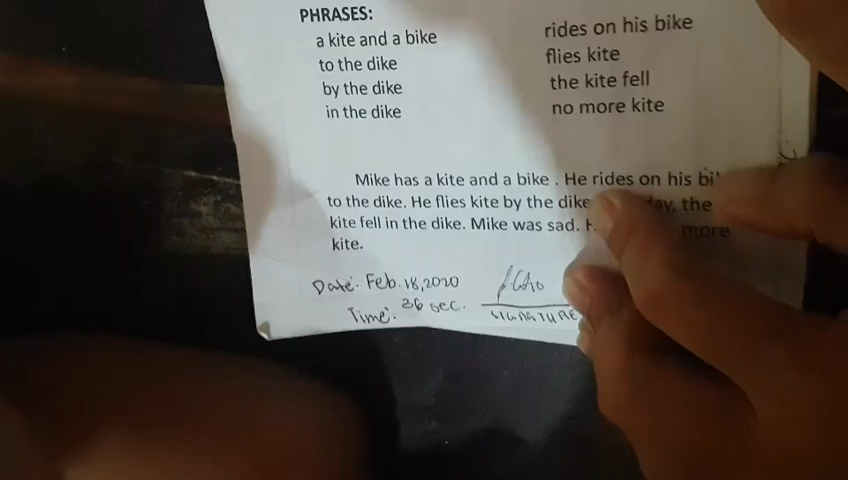 PHRASES:
a kite and a bike
to the dike
by the dike
in the dike
rides on his bike
flies kite
the kite fell
no more kite
Mike has a kite and a bike . He rides on his
to the dike. He flies kite by the dike the
kite fell in the dike. Mike was sad. more
kite.
Date: Feb. 18, 2020
Time: 36 sec.
SIGNATURE